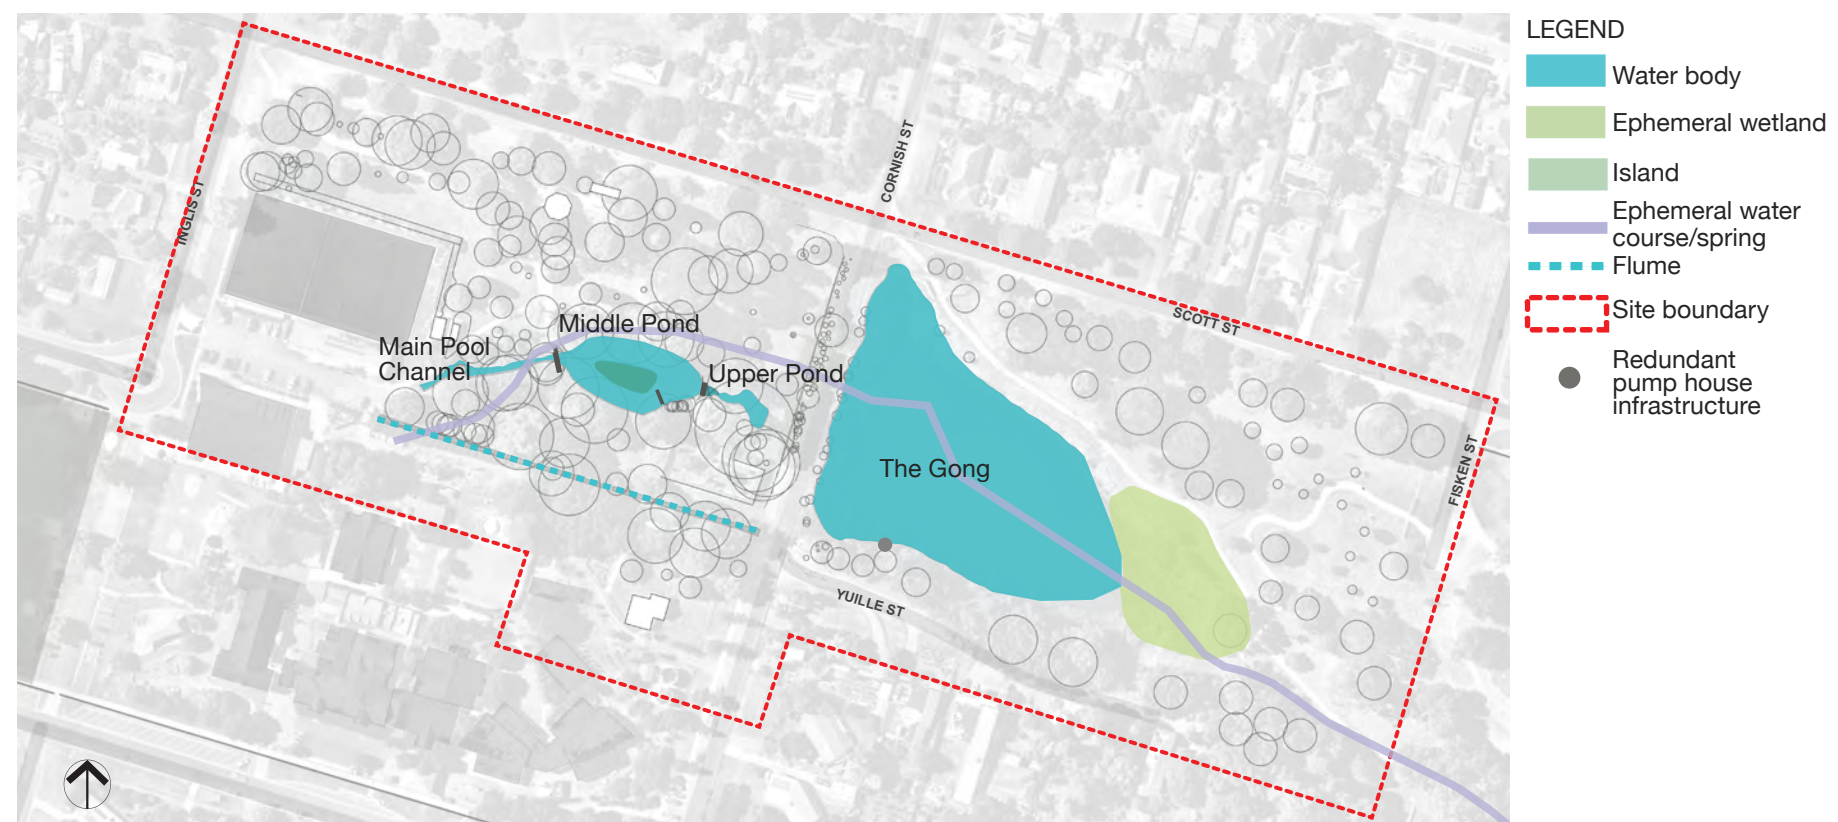 LEGEND
Water body
Ephemeral wetland
Island
Ephemeral water
course/spring
Flume
Site boundary
Redundant
pump house
infrastructure
CORNISH ST
INGLIS ST
SCOTT ST
Middle Pond
Main Pool
Channel
Upper Pond
The Gong
FISKEN ST
YUILLE ST